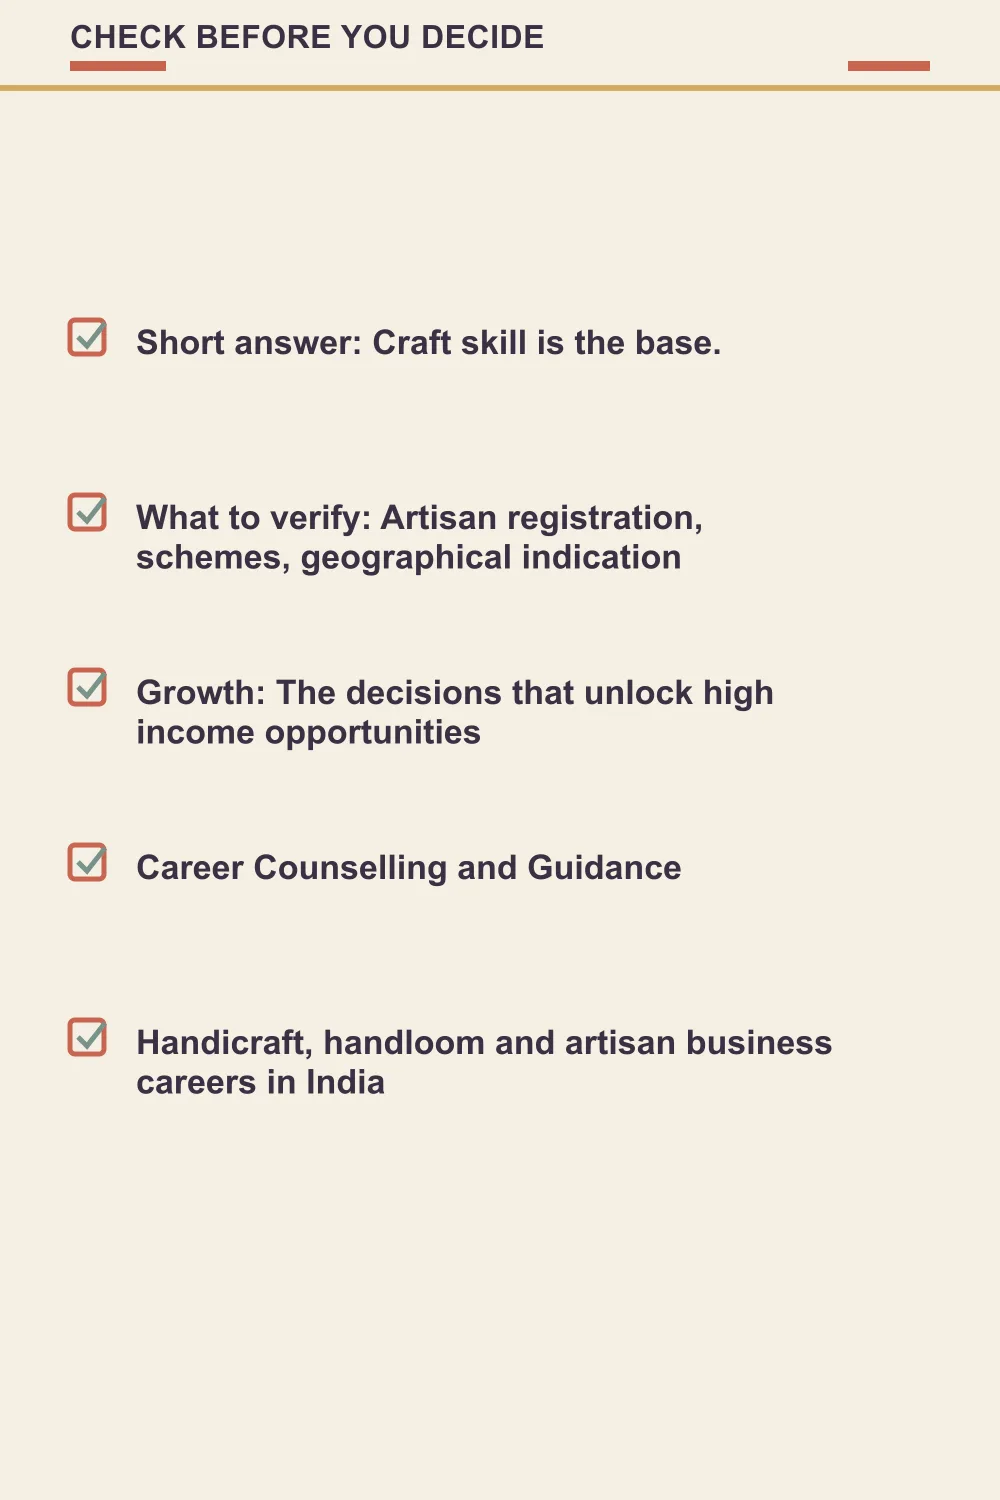 CHECK BEFORE YOU DECIDE
Short answer: Craft skill is the base.
What to verify: Artisan registration,
schemes, geographical indication
Growth: The decisions that unlock high
income opportunities
Career Counselling and Guidance
Handicraft, handloom and artisan business
careers in India